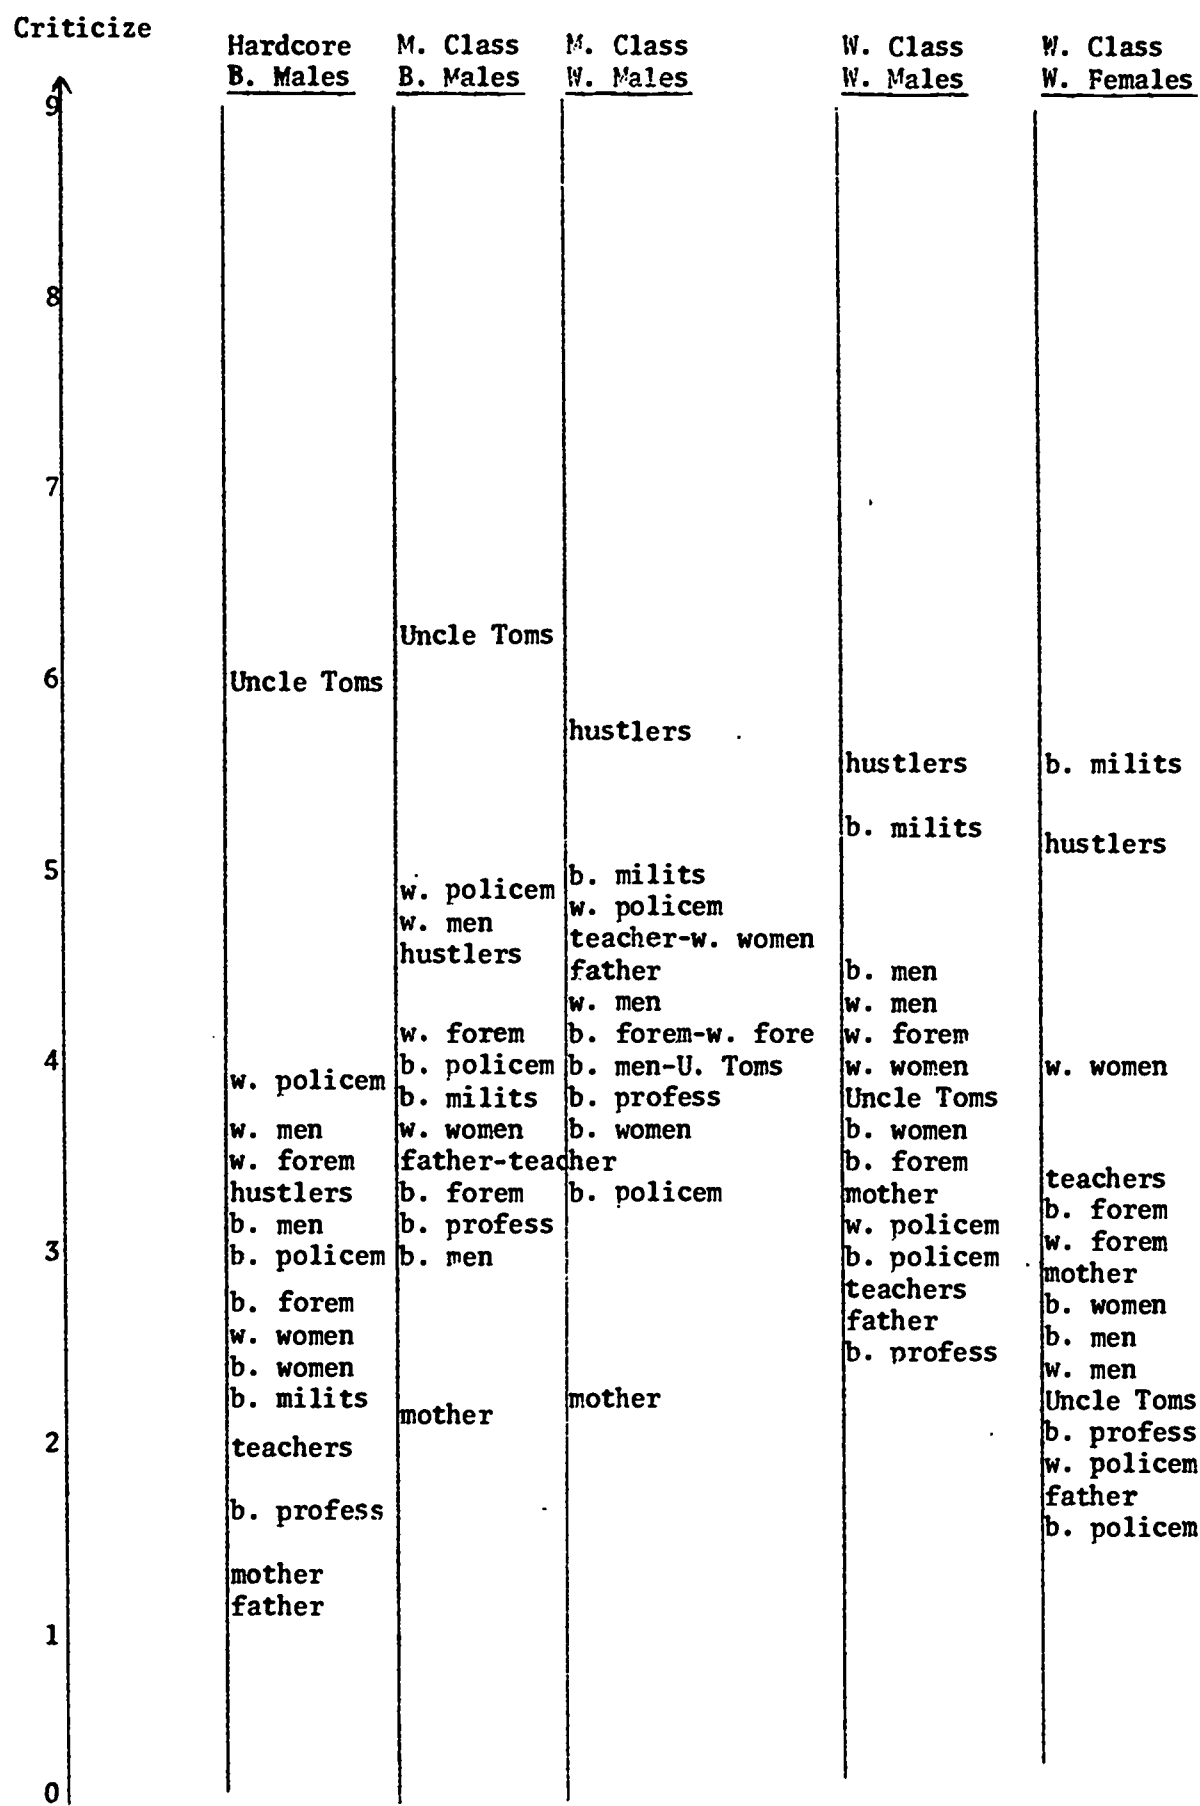 Criticize
Hardcore M. Class M. Class W. Class W. Class
B. Males B. Males W. Males W. Males W. Females
9
8
7
Uncle Toms
6 Uncle Toms
hustlers
hustlers b. milits
b. milits
hustlers
5 b. milits
w. policem
w. policem
w. men
teacher-w. women
hustlers
father b. men
w. men w. men
w. forem b. forem-w. fore w. forem
4 b. policem b. men-U. Toms w. women w. women
w. policem
b. milits b. profess Uncle Toms
w. men w. women b. women b. women
w. forem father-teacher b. forem
teachers
hustlers b. forem b. policem mother
b. forem
b. men b. profess w. policem
w. forem
3 b. policem b. men b. policem
mother
teachers
b. forem b. women
father
w. women b. men
b. profess
b. women w. men
b. milits mother Uncle Toms
mother
b. profess
2 teachers
w. policem
father
b. profess
b. policem
mother
father
1
0